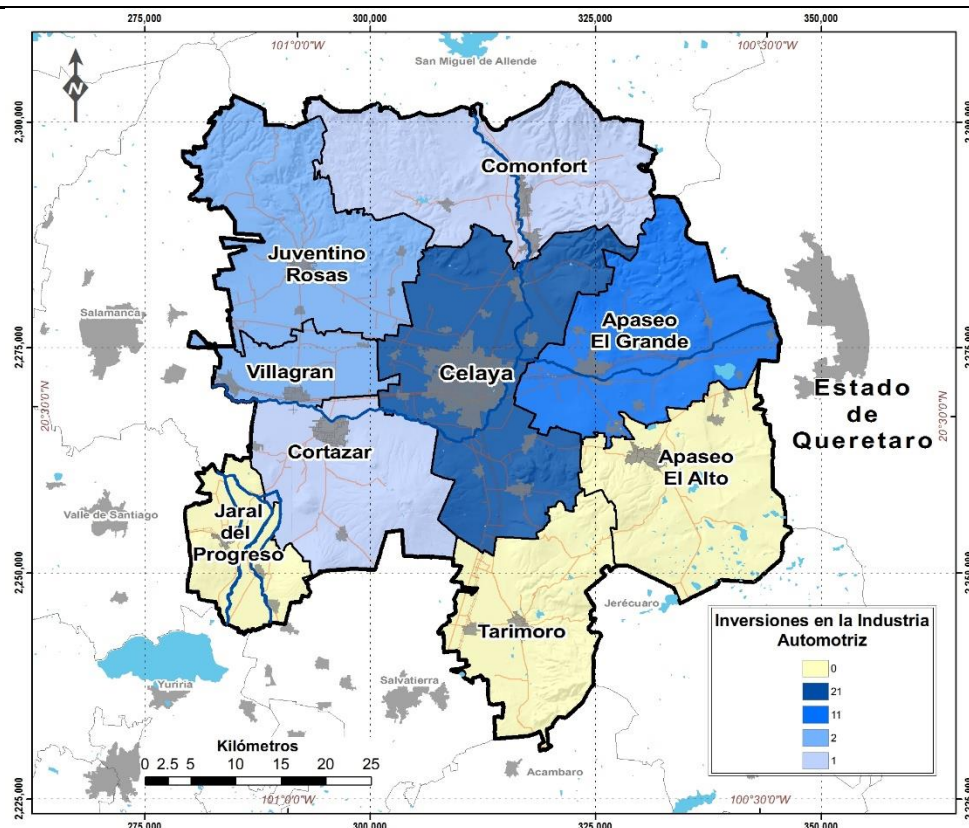 275,000
300,000
325,000
350,000
101°0'0"W
100°30'0"W
N
San Miguel de Allende
2,300,000
2,300,000
Comonfort
Juventino
Rosas
Salamanca
Apaseo
El Grande
2,275,000
2,275,000
Villagran
Celaya
Estado
de
Queretaro
20°30'0"N
20°30'0"N
Cortazar
Apaseo
El Alto
Valle de Santiago
Jaral
del
Progreso
2,250,000
2,250,000
Jerécuaro
Tarimoro
Inversiones en la Industria
Automotriz
0
21
11
2
1
Yuriria
Salvatierra
Kilómetros
0 2.5 5 10 15 20 25
Acambaro
2,225,000
2,225,000
101°0'0"W
100°30'0"W
275,000
300,000
325,000
350,000